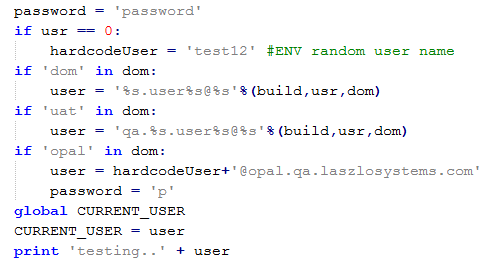 password = 'password'
if usr == 0:
    hardcodeUser = 'test12' #ENV random user name
if 'dom' in dom:
    user = '%s.user%s@%s'%(build,usr,dom)
if 'uat' in dom:
    user = 'qa.%s.user%s@%s'%(build,usr,dom)
if 'opal' in dom:
    user = hardcodeUser+'@opal.qa.laszlosystems.com'
    password = 'p'
global CURRENT_USER
CURRENT_USER = user
print 'testing..' + user